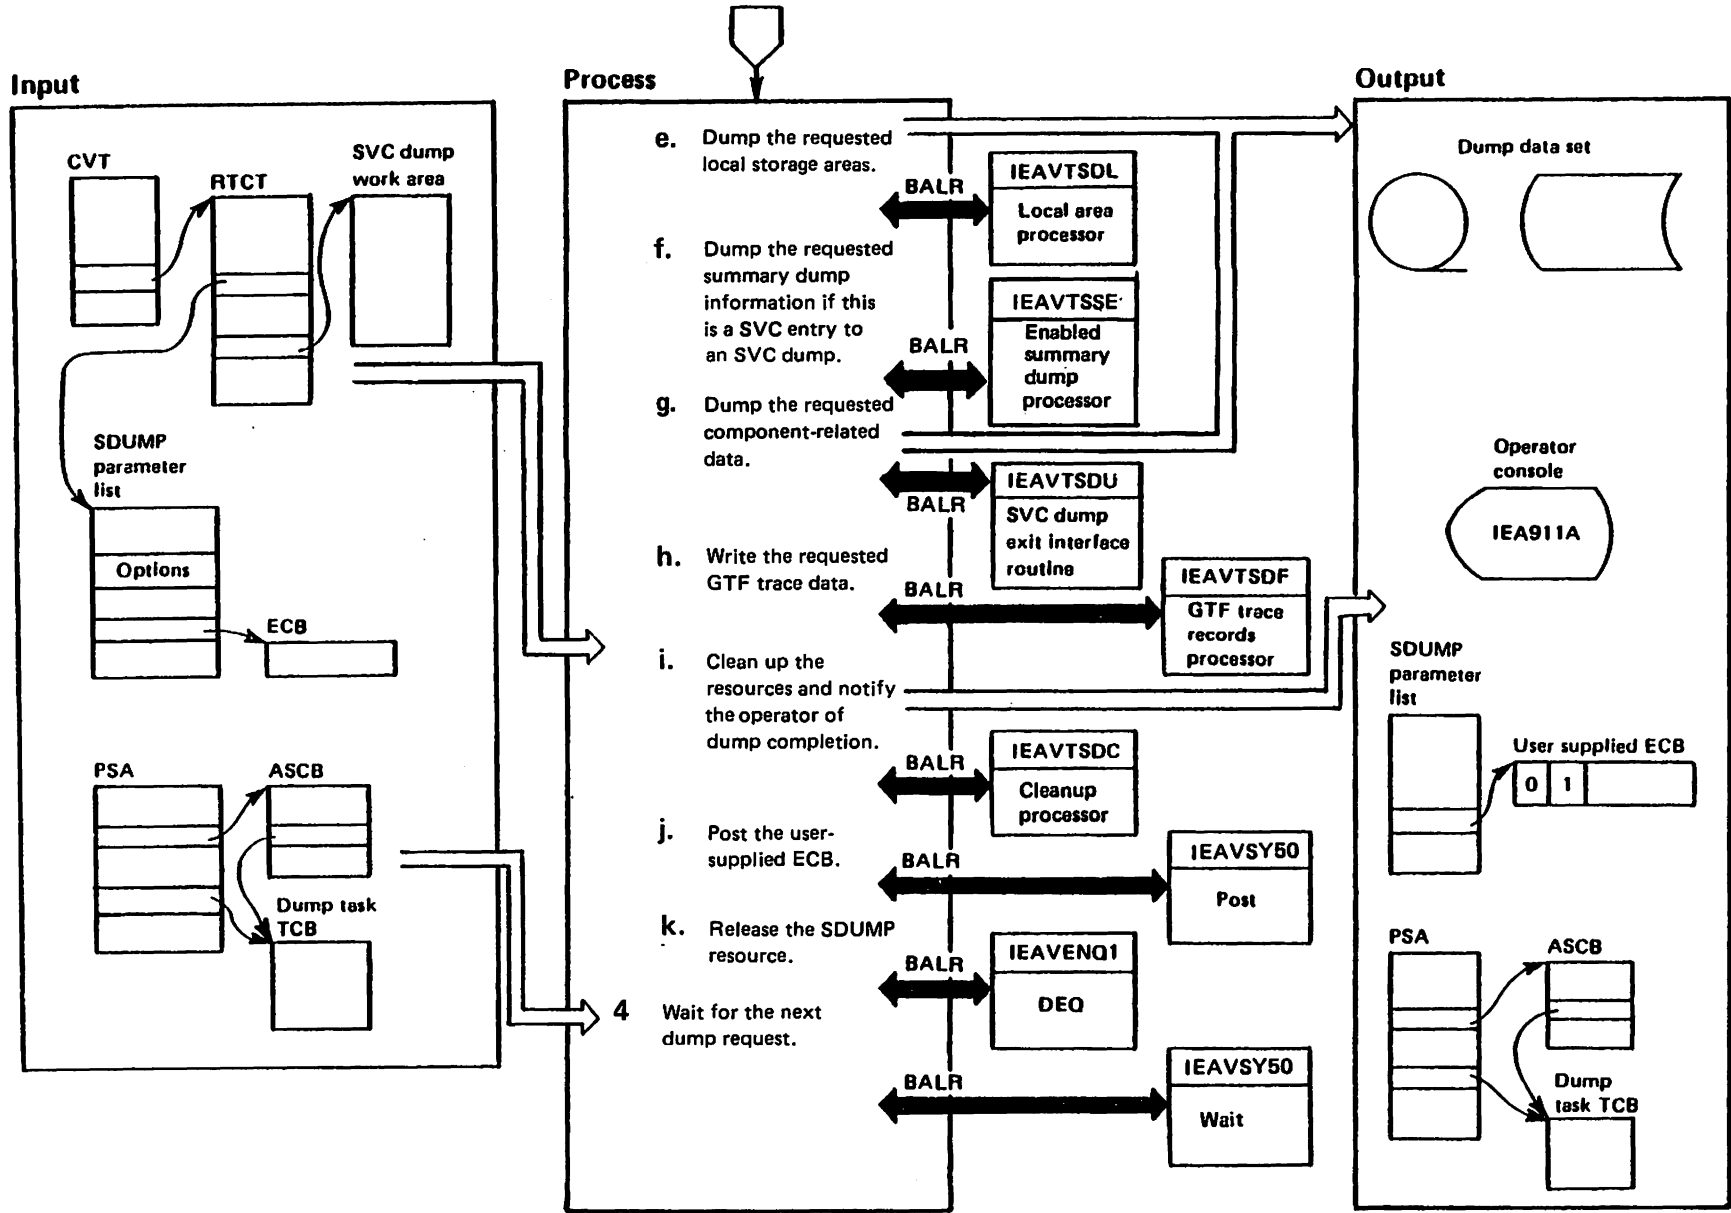 Input
CVT
RTCT
SVC dump
work area
SDUMP
parameter
list
Options
ECB
PSA
ASCB
Dump task
TCB
Process
e. Dump the requested
local storage areas.
BALR
IEAVTSDL
Local area
processor
f. Dump the requested
summary dump
information if this
is a SVC entry to
an SVC dump.
BALR
IEAVTSSE
Enabled
summary
dump
processor
g. Dump the requested
component-related
data.
BALR
IEAVTSDU
SVC dump
exit interface
routine
h. Write the requested
GTF trace data.
BALR
IEAVTSDF
GTF trace
records
processor
i. Clean up the
resources and notify
the operator of
dump completion.
BALR
IEAVTSDC
Cleanup
processor
j. Post the user-
supplied ECB.
BALR
IEAVSY50
Post
k. Release the SDUMP
resource.
BALR
IEAVENQ1
DEQ
4 Wait for the next
dump request.
BALR
IEAVSY50
Wait
Output
Dump data set
Operator
console
IEA911A
SDUMP
parameter
list
User supplied ECB
0 1
PSA
ASCB
Dump
task TCB